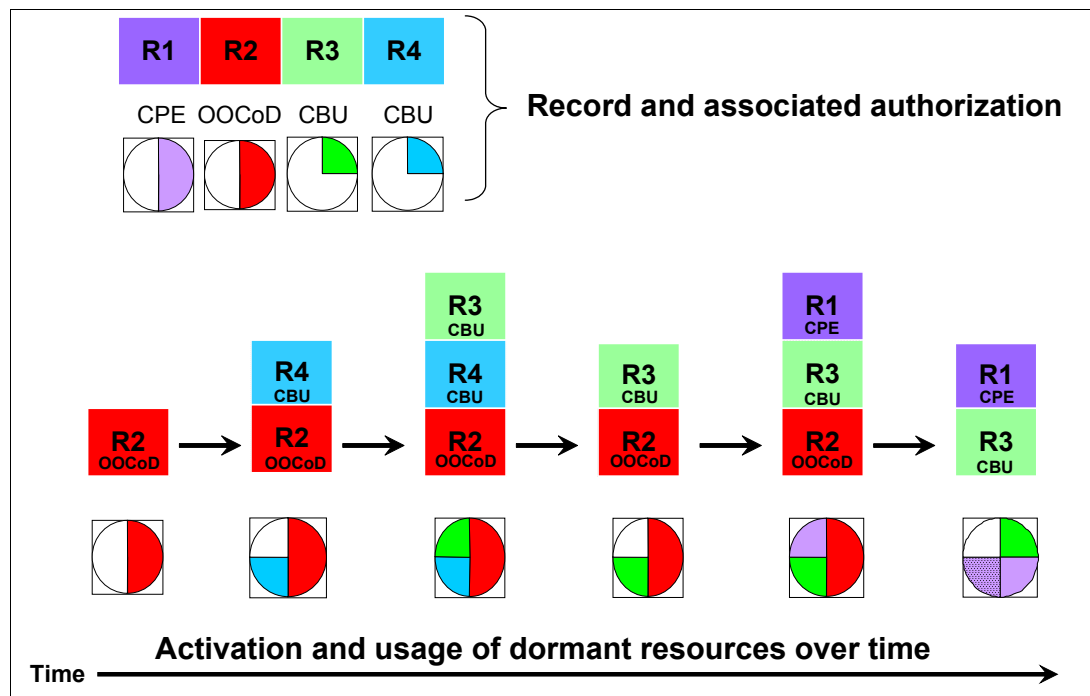 R1 R2 R3 R4
CPE OOCoD CBU CBU
Record and associated authorization
R2
OOCoD
R4
CBU
R2
OOCoD
R3
CBU
R4
CBU
R2
OOCoD
R3
CBU
R2
OOCoD
R1
CPE
R3
CBU
R2
OOCoD
R1
CPE
R3
CBU
Activation and usage of dormant resources over time
Time